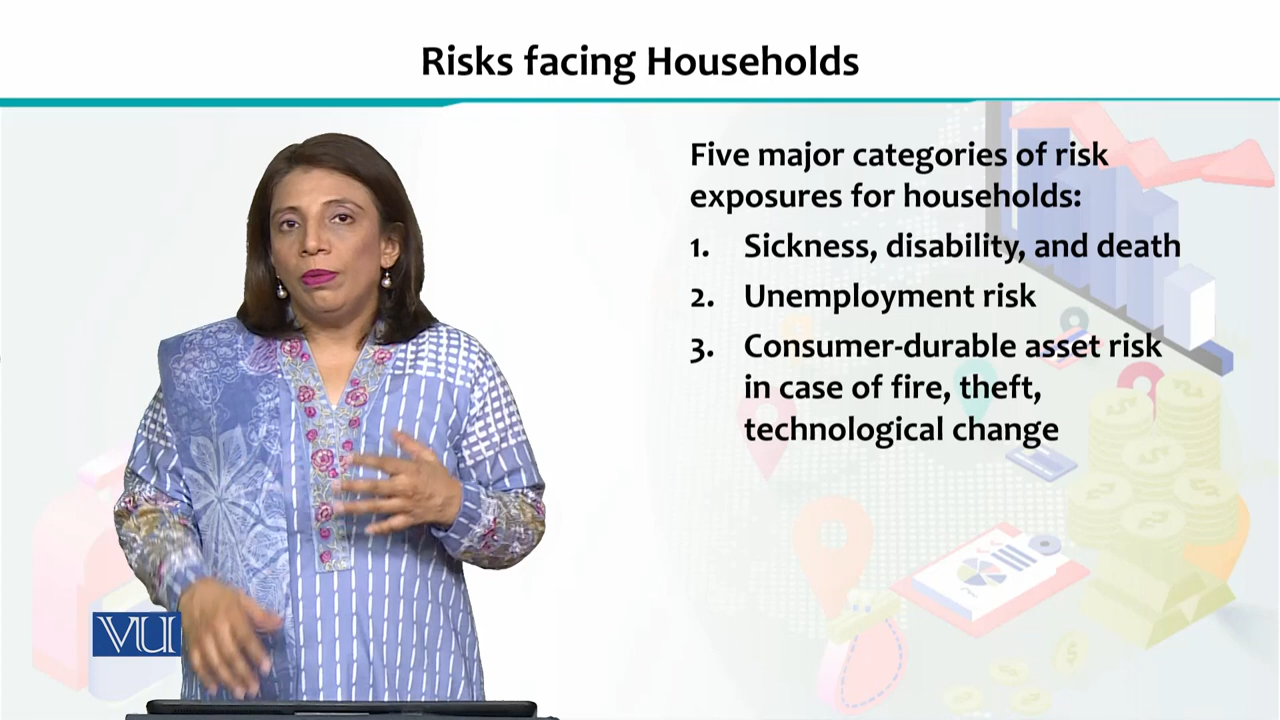 Risks facing Households
Five major categories of risk
exposures for households:
1. Sickness, disability, and death
2. Unemployment risk
3. Consumer-durable asset risk
in case of fire, theft,
technological change
VU